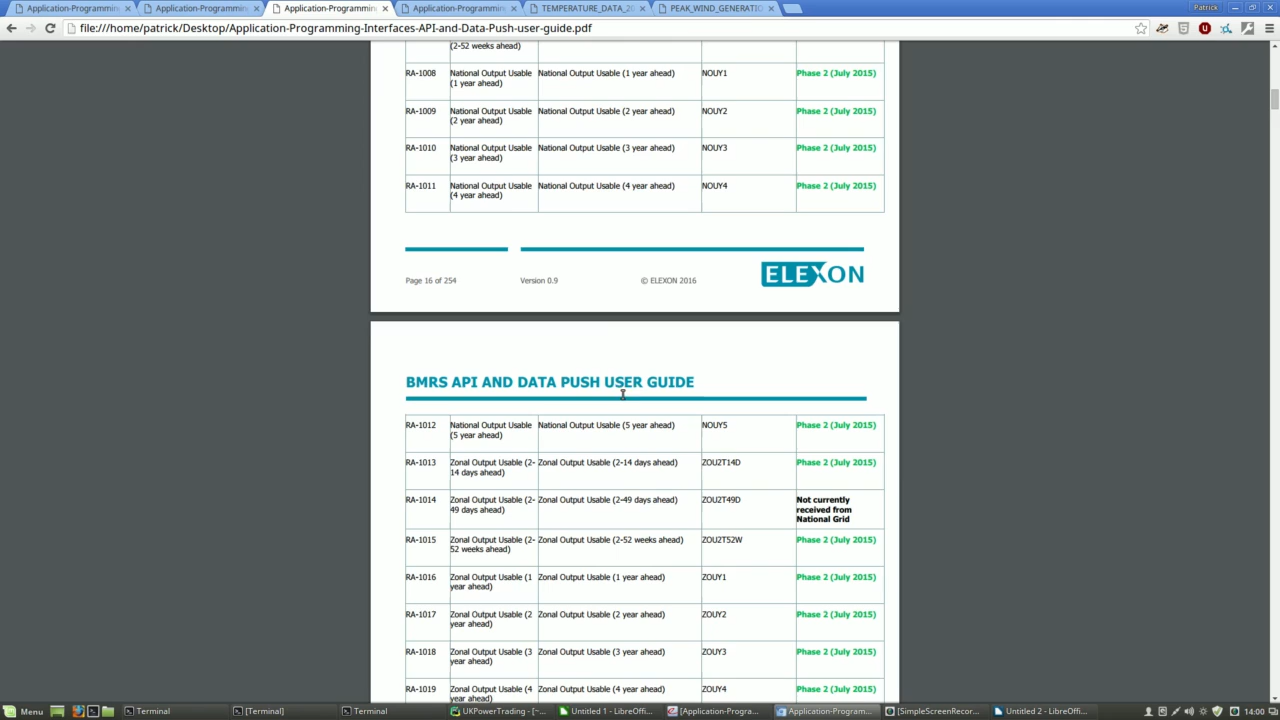 Application-Programmin
Application-Programmin
Application-Programmin
Application-Programmin
TEMPERATURE_DATA_20
PEAK_WIND_GENERATIO
Patrick
file:///home/patrick/Desktop/Application-Programming-Interfaces-API-and-Data-Push-user-guide.pdf
(2-52 weeks ahead)
RA-1008 National Output Usable National Output Usable (1 year ahead) NOUY1 Phase 2 (July 2015)
(1 year ahead)
RA-1009 National Output Usable National Output Usable (2 year ahead) NOUY2 Phase 2 (July 2015)
(2 year ahead)
RA-1010 National Output Usable National Output Usable (3 year ahead) NOUY3 Phase 2 (July 2015)
(3 year ahead)
RA-1011 National Output Usable National Output Usable (4 year ahead) NOUY4 Phase 2 (July 2015)
(4 year ahead)
Page 16 of 254 Version 0.9 © ELEXON 2016 ELEXON
BMRS API AND DATA PUSH USER GUIDE
RA-1012 National Output Usable National Output Usable (5 year ahead) NOUY5 Phase 2 (July 2015)
(5 year ahead)
RA-1013 Zonal Output Usable (2- Zonal Output Usable (2-14 days ahead) ZOU2T14D Phase 2 (July 2015)
14 days ahead)
RA-1014 Zonal Output Usable (2- Zonal Output Usable (2-49 days ahead) ZOU2T49D Not currently
49 days ahead) received from
National Grid
RA-1015 Zonal Output Usable (2- Zonal Output Usable (2-52 weeks ahead) ZOU2T52W Phase 2 (July 2015)
52 weeks ahead)
RA-1016 Zonal Output Usable (1 Zonal Output Usable (1 year ahead) ZOUY1 Phase 2 (July 2015)
year ahead)
RA-1017 Zonal Output Usable (2 Zonal Output Usable (2 year ahead) ZOUY2 Phase 2 (July 2015)
year ahead)
RA-1018 Zonal Output Usable (3 Zonal Output Usable (3 year ahead) ZOUY3 Phase 2 (July 2015)
year ahead)
RA-1019 Zonal Output Usable (4 Zonal Output Usable (4 year ahead) ZOUY4 Phase 2 (July 2015)
year ahead)
Menu Terminal [Terminal] Terminal UKPowerTrading - [~... Untitled 1 - LibreOffi... [Application-Progra... Application-Program... [SimpleScreenRecor... Untitled 2 - LibreOffi... 14:00